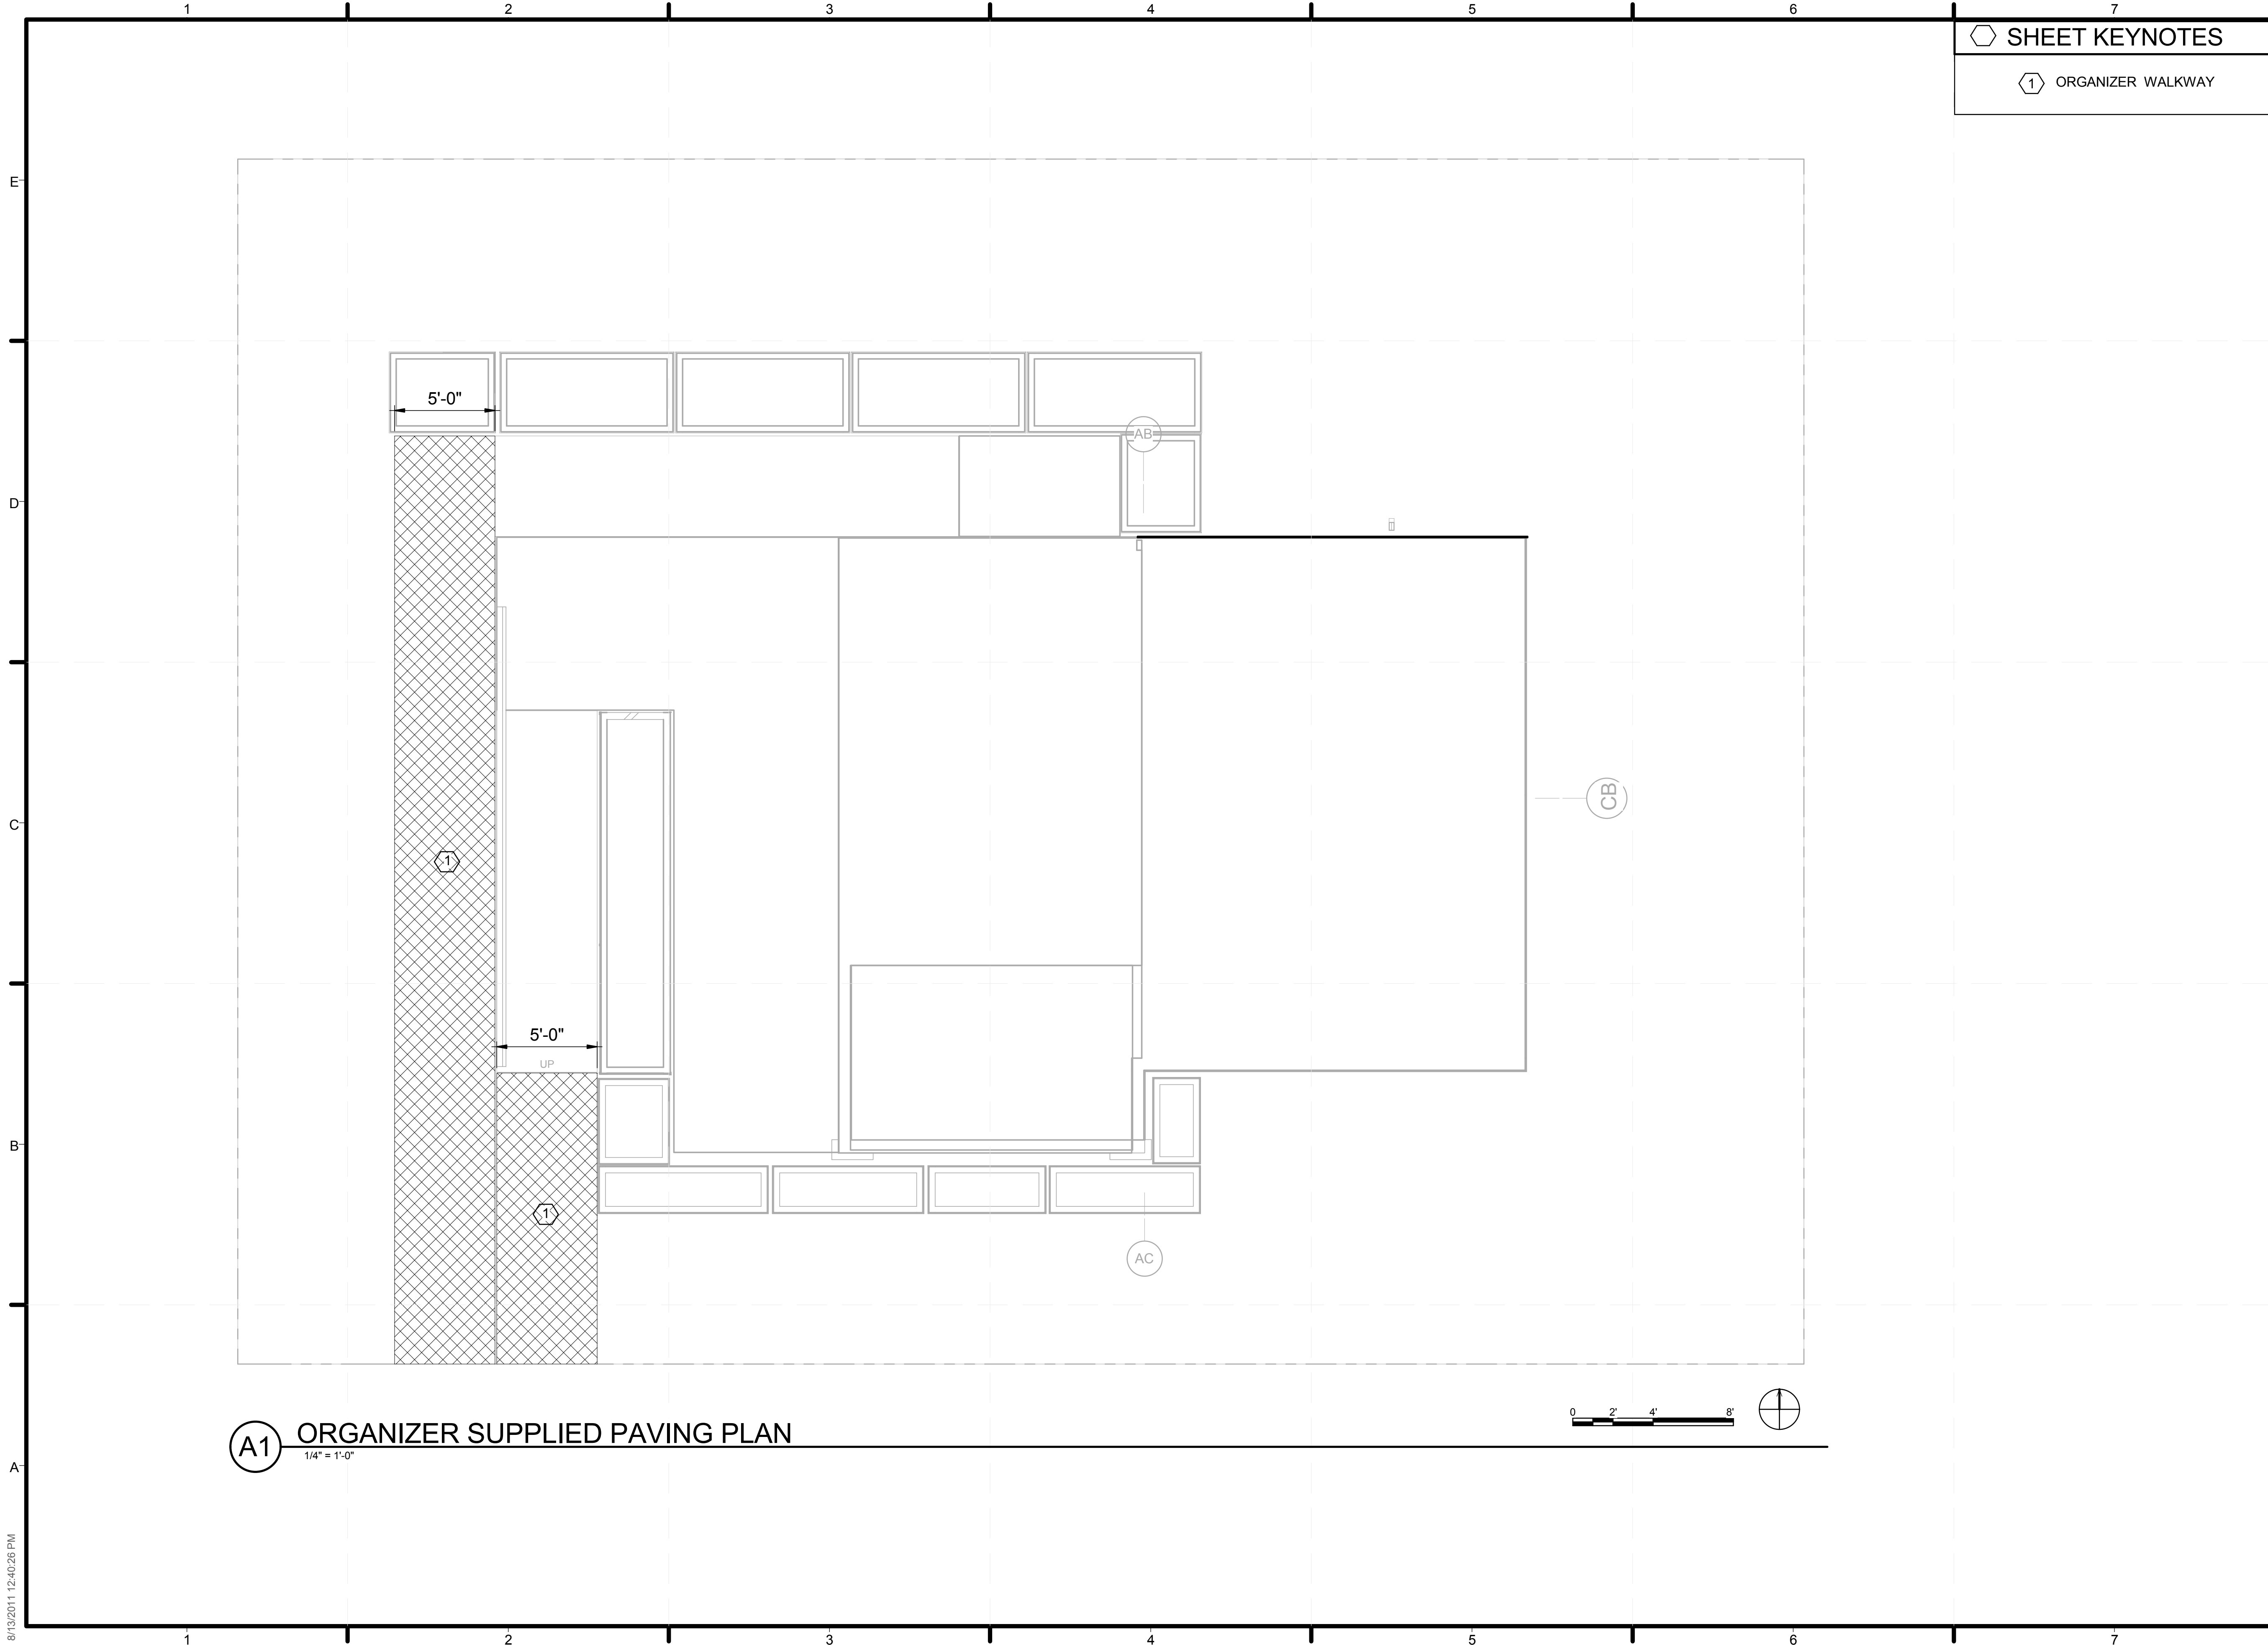 1 2 3 4 5 6 7
SHEET KEYNOTES
1 ORGANIZER WALKWAY
E
5'-0"
AB
D
CB
C
1
5'-0"
UP
B
1
AC
0 2' 4' 8'
A1 ORGANIZER SUPPLIED PAVING PLAN
1/4" = 1'-0"
A
8/13/2011 12:40:26 PM
1 2 3 4 5 6 7